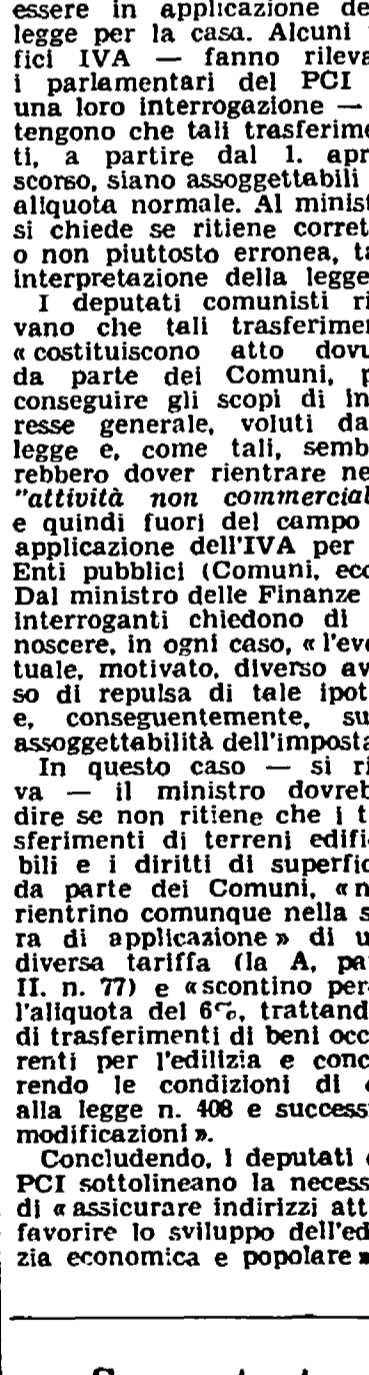 essere in applicazione de
legge per la casa. Alcuni
fici IVA — fanno rileva
i parlamentari del PCI
una loro interrogazione —
tengono che tali trasferime
ti, a partire dal 1. apr
scorso, siano assoggettabili
aliquota normale. Al minist
si chiede se ritiene corret
o non piuttosto erronea, ta
interpretazione della legge
I deputati comunisti ri
vano che tali trasferimen
« costituiscono atto dovu
da parte dei Comuni, p
conseguire gli scopi di in
resse generale, voluti da
legge e, come tali, semb
rebbero dover rientrare ne
"attività non commercial
e quindi fuori del campo
applicazione dell'IVA per
Enti pubblici (Comuni, ecc
Dal ministro delle Finanze
interroganti chiedono di
noscere, in ogni caso, « l'eve
tuale, motivato, diverso av
so di repulsa di tale ipot
e, conseguentemente, su
assoggettabilità dell'imposta
In questo caso — si ri
va — il ministro dovreb
dire se non ritiene che i t
sferimenti di terreni edifi
bili e i diritti di superfic
da parte dei Comuni, « n
rientrino comunque nella s
ra di applicazione » di u
diversa tariffa (la A, pa
II. n. 77) e « scontino per
l'aliquota del 6%, trattand
di trasferimenti di beni occ
renti per l'edilizia e conc
rendo le condizioni di
alla legge n. 408 e success
modificazioni ».
Concludendo, i deputati
PCI sottolineano la necess
di « assicurare indirizzi att
favorire lo sviluppo dell'ed
zia economica e popolare »